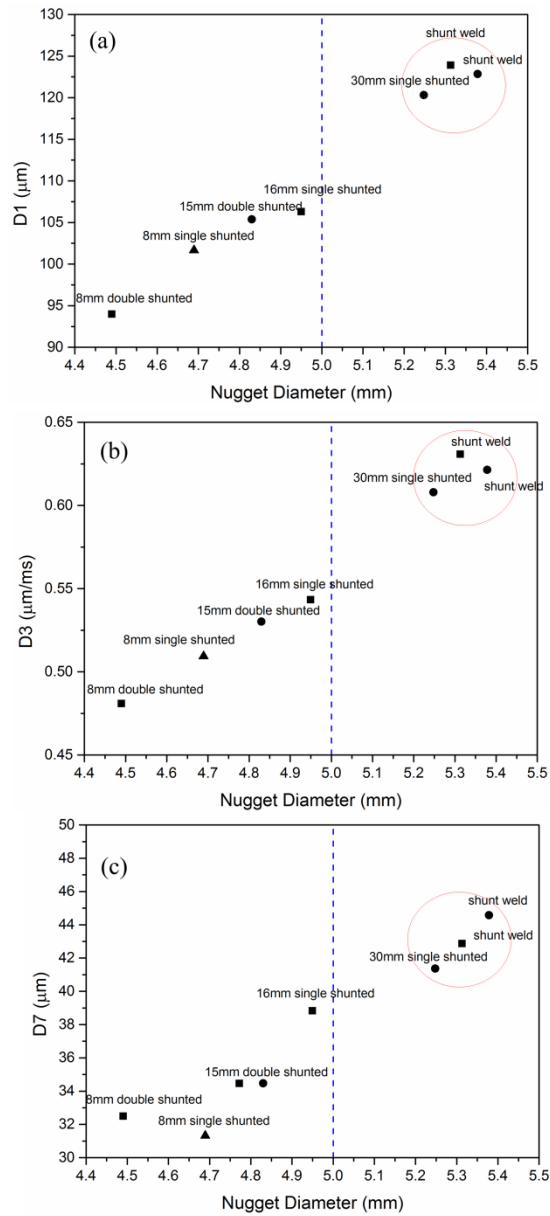 (a)
130
125
120
115
110
105
100
95
90
D1 (μm)
shunt weld
shunt weld
30mm single shunted
16mm single shunted
15mm double shunted
8mm single shunted
8mm double shunted
4.4 4.5 4.6 4.7 4.8 4.9 5.0 5.1 5.2 5.3 5.4 5.5
Nugget Diameter (mm)
(b)
0.65
0.60
0.55
0.50
0.45
D3 (μm/ms)
shunt weld
30mm single shunted
shunt weld
16mm single shunted
15mm double shunted
8mm single shunted
8mm double shunted
4.4 4.5 4.6 4.7 4.8 4.9 5.0 5.1 5.2 5.3 5.4 5.5
Nugget Diameter (mm)
(c)
50
48
46
44
42
40
38
36
34
32
30
D7 (μm)
shunt weld
shunt weld
30mm single shunted
16mm single shunted
15mm double shunted
8mm double shunted
8mm single shunted
4.4 4.5 4.6 4.7 4.8 4.9 5.0 5.1 5.2 5.3 5.4 5.5
Nugget Diameter (mm)